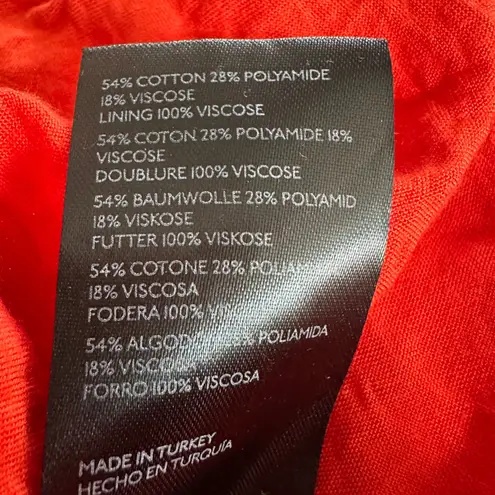 54% COTTON 28% POLYAMIDE
18% VISCOSE
LINING 100% VISCOSE
54% COTON 28% POLYAMIDE 18%
VISCOSE
DOUBLURE 100% VISCOSE
54% BAUMWOLLE 28% POLYAMID
18% VISKOSE
FUTTER 100% VISKOSE
54% COTONE 28%
18% VISCOSA
FODERA 100%
54% 28% POLIAMIDA
18% VISCOSA
FORRO 100% VISCOSA
MADE IN TURKEY
HECHO EN TURQUÍA